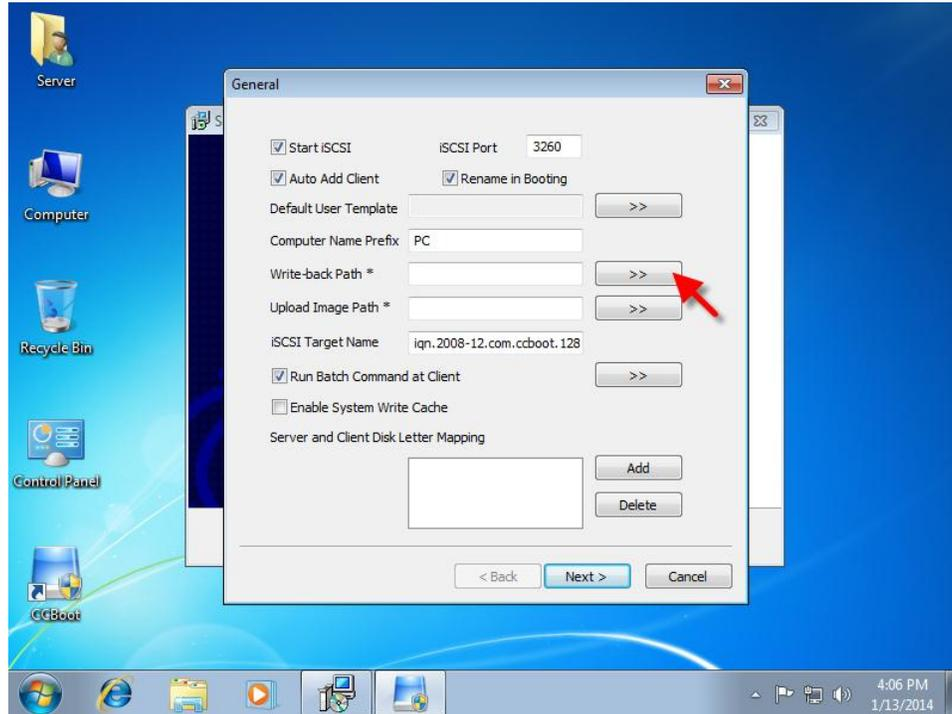 Server
Computer
Recycle Bin
Control Panel
CCBoot
S
General
Start iSCSI
iSCSI Port
3260
Auto Add Client
Rename in Booting
Default User Template
>>
Computer Name Prefix
PC
Write-back Path *
>>
Upload Image Path *
>>
iSCSI Target Name
iqn.2008-12.com.ccboot.128
Run Batch Command at Client
>>
Enable System Write Cache
Server and Client Disk Letter Mapping
Add
Delete
< Back
Next >
Cancel
4:06 PM
1/13/2014